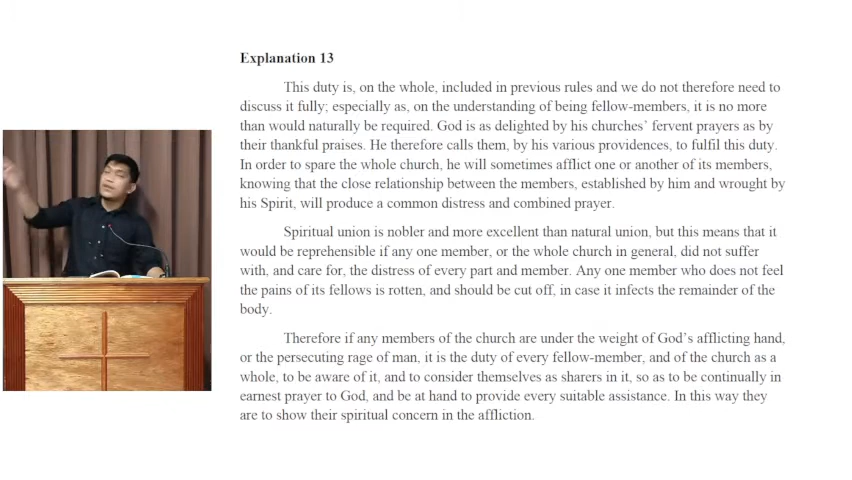 Explanation 13
This duty is, on the whole, included in previous rules and we do not therefore need to
discuss it fully; especially as, on the understanding of being fellow-members, it is no more
than would naturally be required. God is as delighted by his churches' fervent prayers as by
their thankful praises. He therefore calls them, by his various providences, to fulfil this duty.
In order to spare the whole church, he will sometimes afflict one or another of its members,
knowing that the close relationship between the members, established by him and wrought by
his Spirit, will produce a common distress and combined prayer.
Spiritual union is nobler and more excellent than natural union, but this means that it
would be reprehensible if any one member, or the whole church in general, did not suffer
with, and care for, the distress of every part and member. Any one member who does not feel
the pains of its fellows is rotten, and should be cut off, in case it infects the remainder of the
body.
Therefore if any members of the church are under the weight of God's afflicting hand,
or the persecuting rage of man, it is the duty of every fellow-member, and of the church as a
whole, to be aware of it, and to consider themselves as sharers in it, so as to be continually in
earnest prayer to God, and be at hand to provide every suitable assistance. In this way they
are to show their spiritual concern in the affliction.